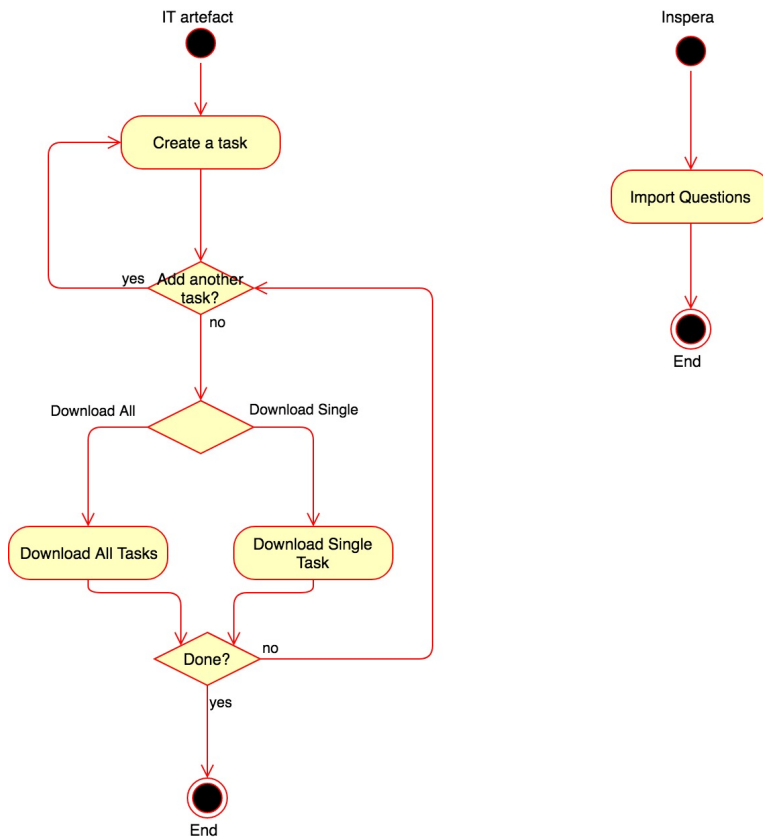 IT artefact
Inspera
Create a task
Import Questions
yes
Add another
task?
no
End
Download All
Download Single
Download All Tasks
Download Single
Task
Done?
no
yes
End